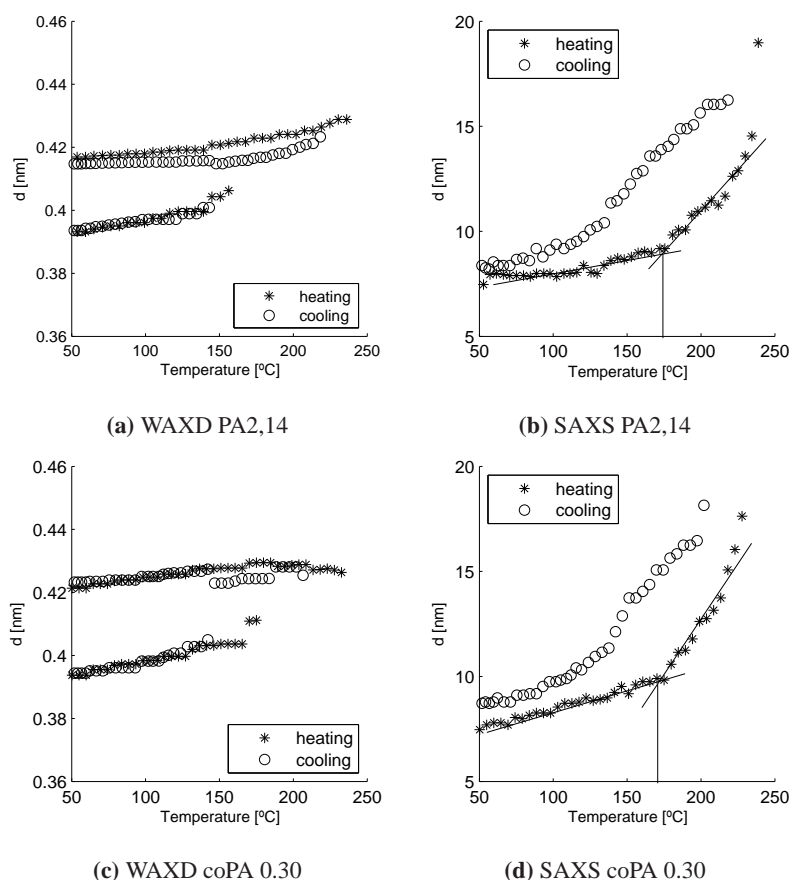 0.46
0.44
0.42
0.4
0.38
0.36
d [nm]
50 100 150 200 250
Temperature [ºC]
heating
cooling
(a) WAXD PA2,14
20
15
10
5
d [nm]
50 100 150 200 250
Temperature [ºC]
heating
cooling
(b) SAXS PA2,14
0.46
0.44
0.42
0.4
0.38
0.36
d [nm]
50 100 150 200 250
Temperature [ºC]
heating
cooling
(c) WAXD coPA 0.30
20
15
10
5
d [nm]
50 100 150 200 250
Temperature [ºC]
heating
cooling
(d) SAXS coPA 0.30